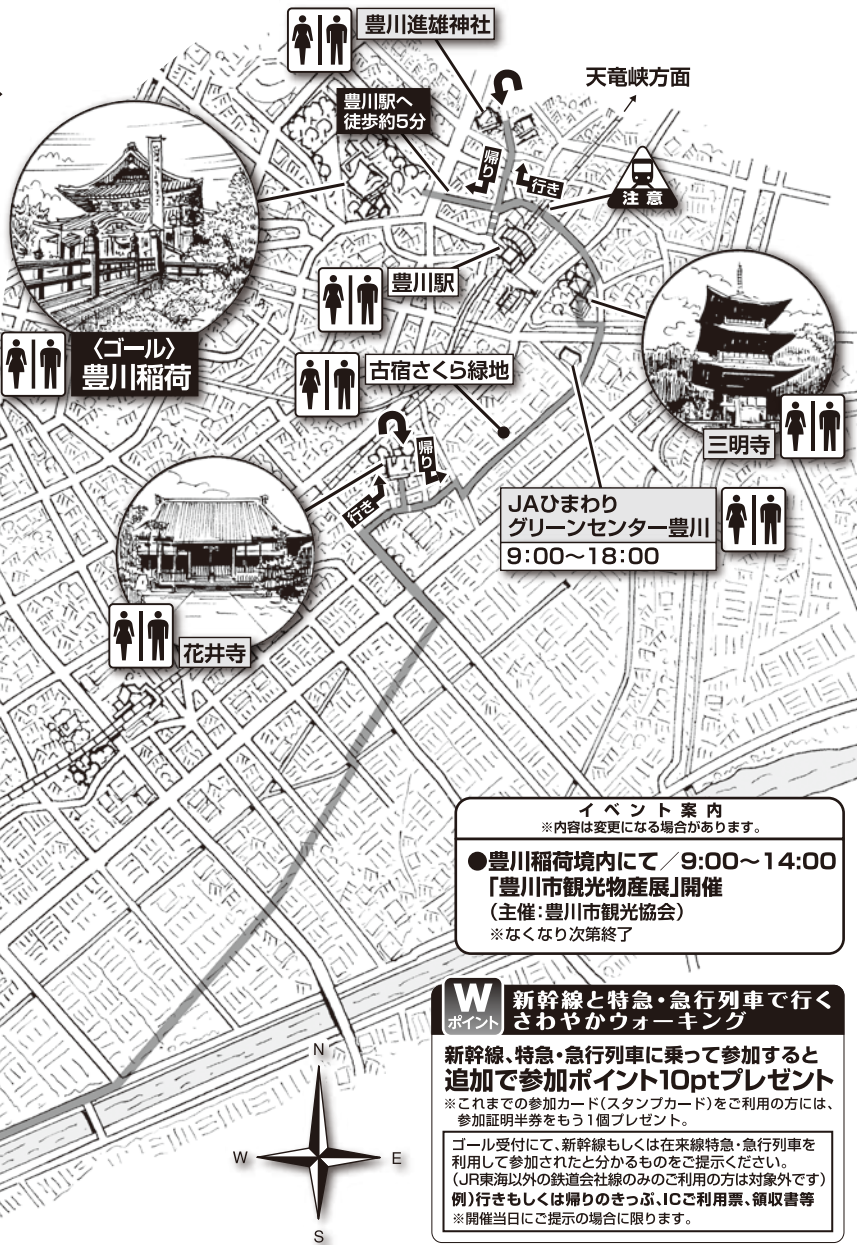 豊川進雄神社
天竜峡方面
豊川駅へ
徒歩約5分
帰り
行き
注意
豊川駅
〈ゴール〉
豊川稲荷
古宿さくら緑地
三明寺
帰り
行き
JAひまわり
グリーンセンター豊川
9:00〜18:00
花井寺
イベント案内
※内容は変更になる場合があります。
●豊川稲荷境内にて/9:00〜14:00
「豊川市観光物産展」開催
(主催:豊川市観光協会)
※なくなり次第終了
W
ポイント
新幹線と特急・急行列車で行く
さわやかウォーキング
新幹線、特急・急行列車に乗って参加すると
追加で参加ポイント10ptプレゼント
※これまでの参加カード(スタンプカード)をご利用の方には、
参加証明半券をもう1個プレゼント。
ゴール受付にて、新幹線もしくは在来線特急・急行列車を
利用して参加されたと分かるものをご提示ください。
(JR東海以外の鉄道会社線のみのご利用の方は対象外です)
例)行きもしくは帰りのきっぷ、ICご利用票、領収書等
※開催当日にご提示の場合に限ります。
N
W
E
S